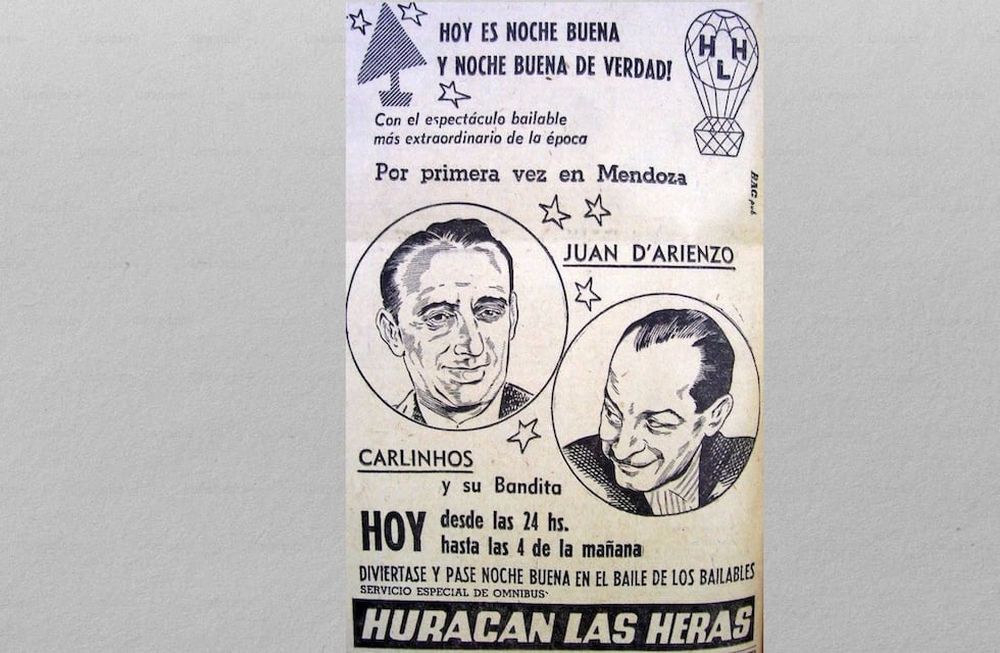 HOY ES NOCHE BUENA
Y NOCHE BUENA DE VERDAD!
H H
L
Con el espectáculo bailable
más extraordinario de la época
Por primera vez en Mendoza
RAG pub
JUAN D'ARIENZO
CARLINHOS
y su Bandita
HOY desde las 24 hs.
hasta las 4 de la mañana
DIVIERTASE Y PASE NOCHE BUENA EN EL BAILE DE LOS BAILABLES
SERVICIO ESPECIAL DE OMNIBUS
HURACAN LAS HERAS